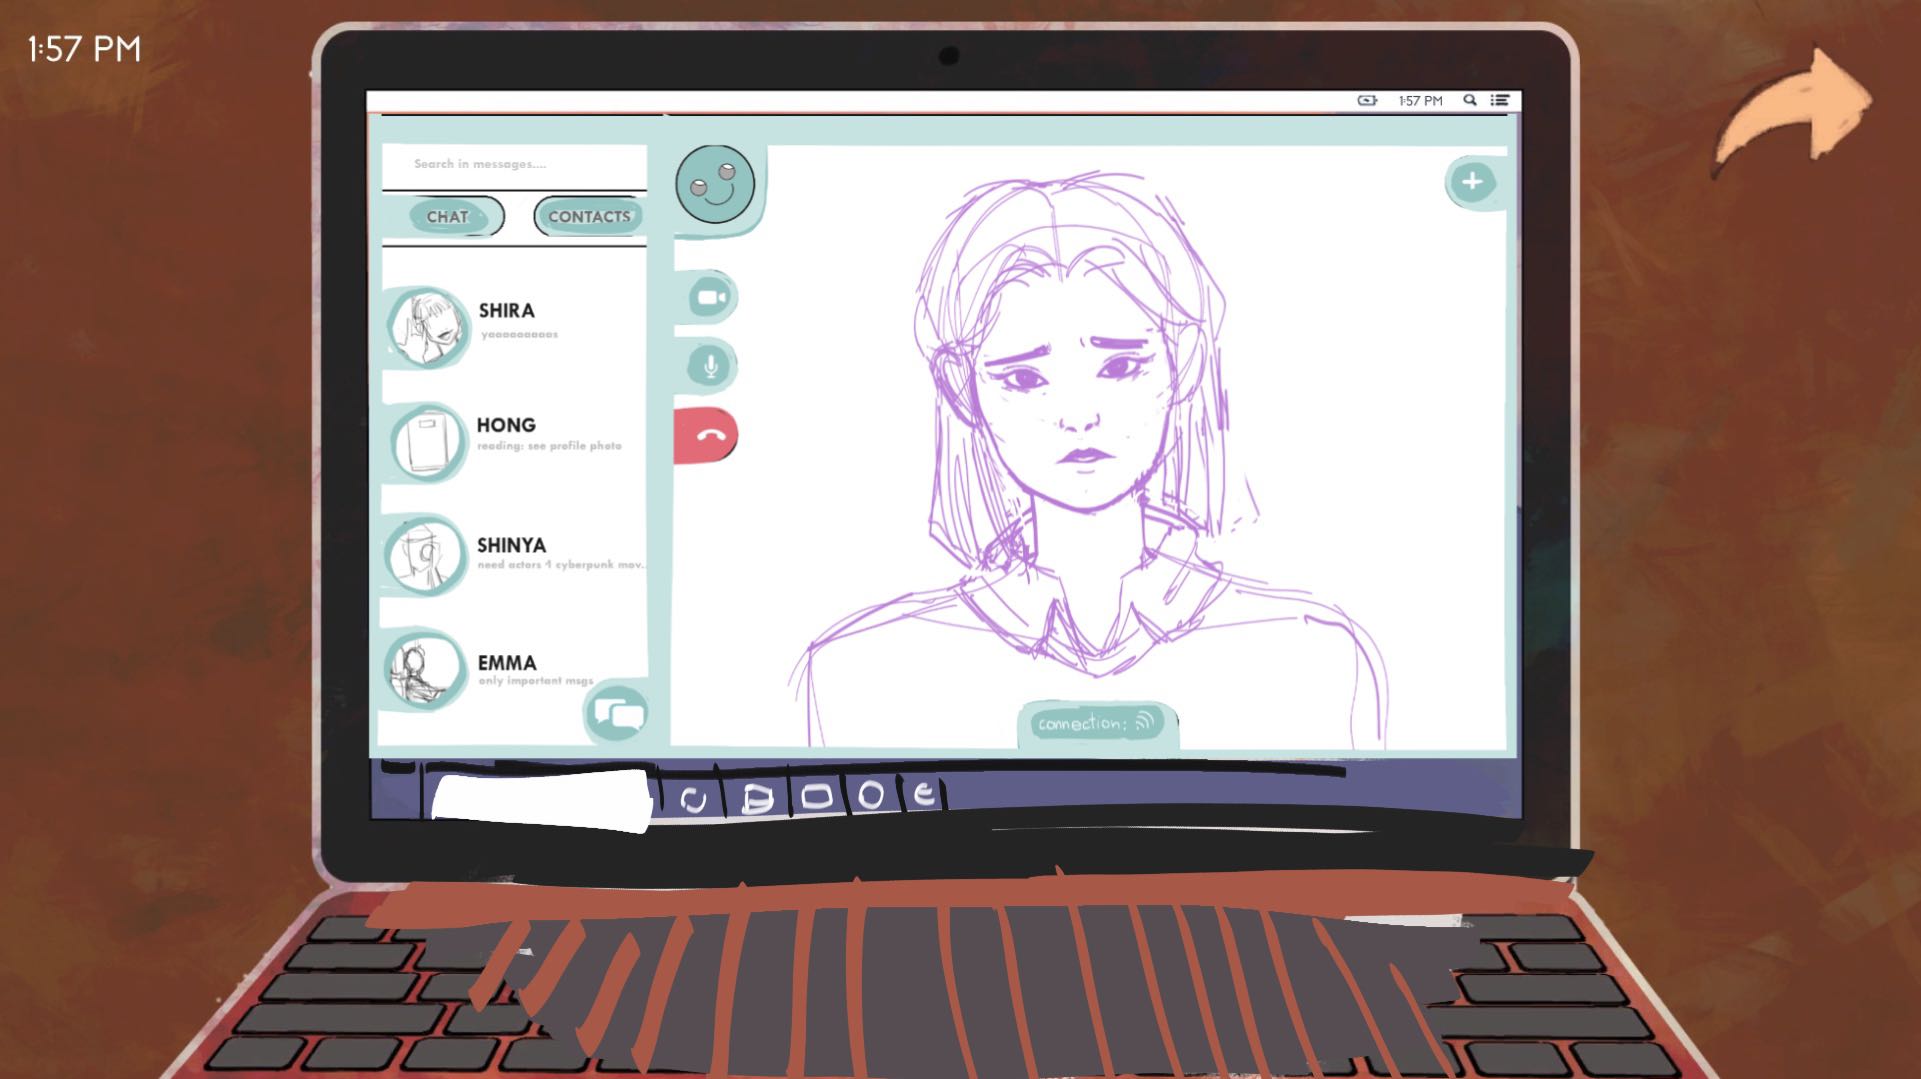 1:57 PM
1:57 PM
Search in messages....
CHAT
CONTACTS
SHIRA
yaaaaaaaaas
HONG
reading: see profile photo
SHINYA
need actors 4 cyberpunk mov..
EMMA
only important msgs
connection: